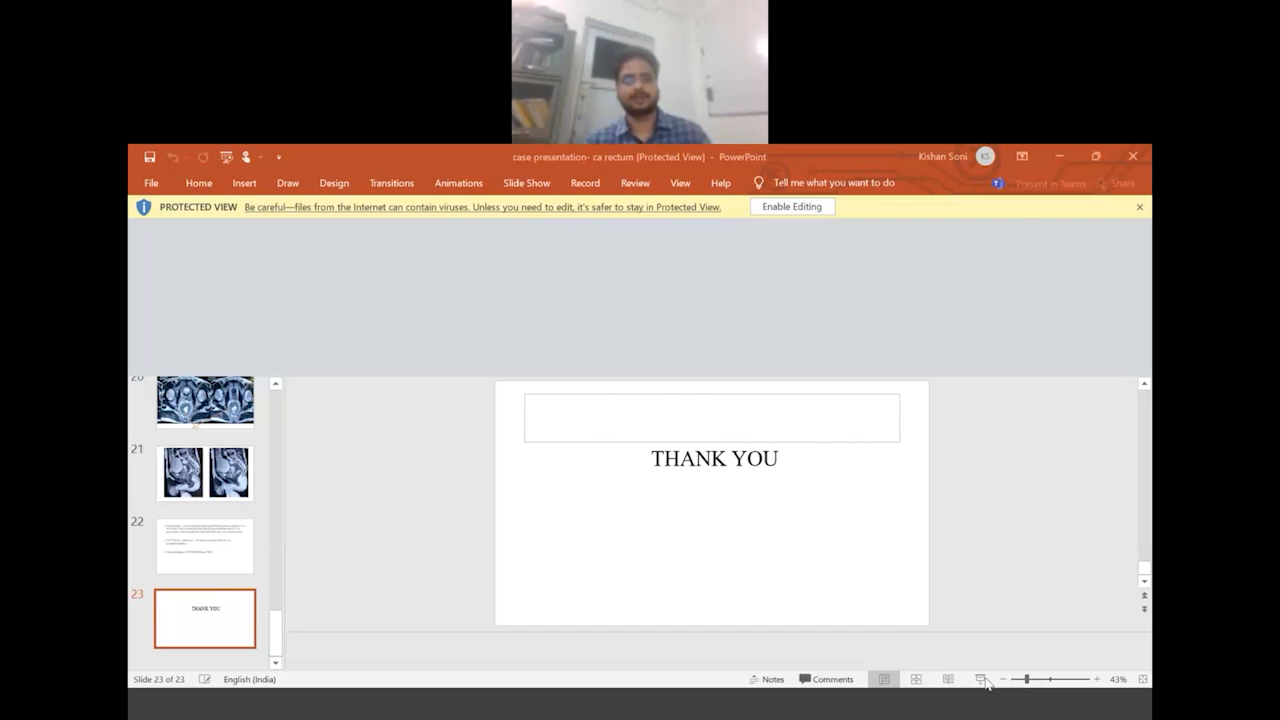 case presentation- ca rectum [Protected View] - PowerPoint
Kishan Soni
KS
File Home Insert Draw Design Transitions Animations Slide Show Record Review View Help Tell me what you want to do
Present in Teams Share
PROTECTED VIEW Be careful—files from the Internet can contain viruses. Unless you need to edit, it's safer to stay in Protected View. Enable Editing
20
21
22
23
THANK YOU
THANK YOU
Slide 23 of 23 English (India) Notes Comments 43%